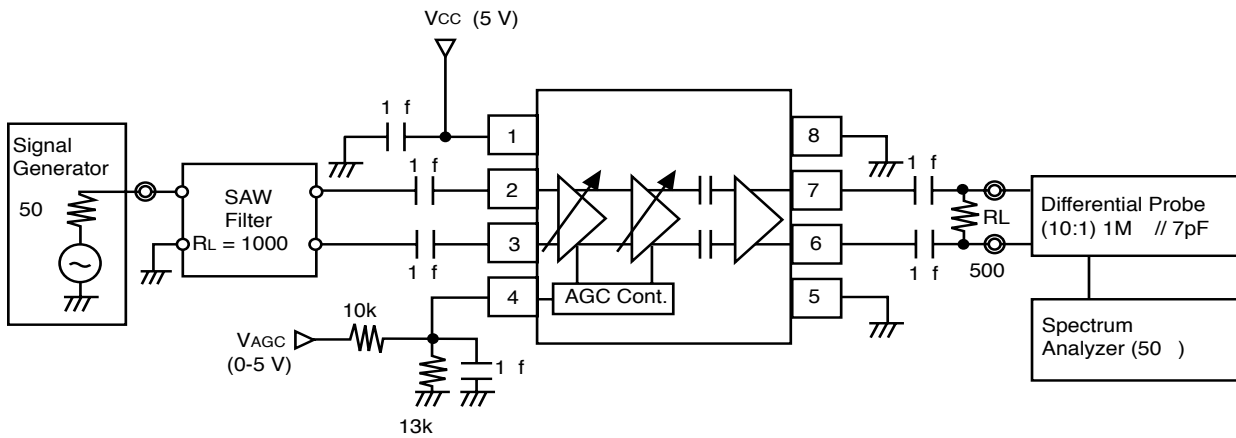 VCC (5 V)
1 f
Signal
Generator
50
SAW
Filter
RL = 1000
1 f
1 f
1
2
3
4
AGC Cont.
8
7
6
5
1 f
1 f
RL
500
Differential Probe
(10:1) 1M // 7pF
Spectrum
Analyzer (50 )
VAGC
(0-5 V)
10k
13k
1 f